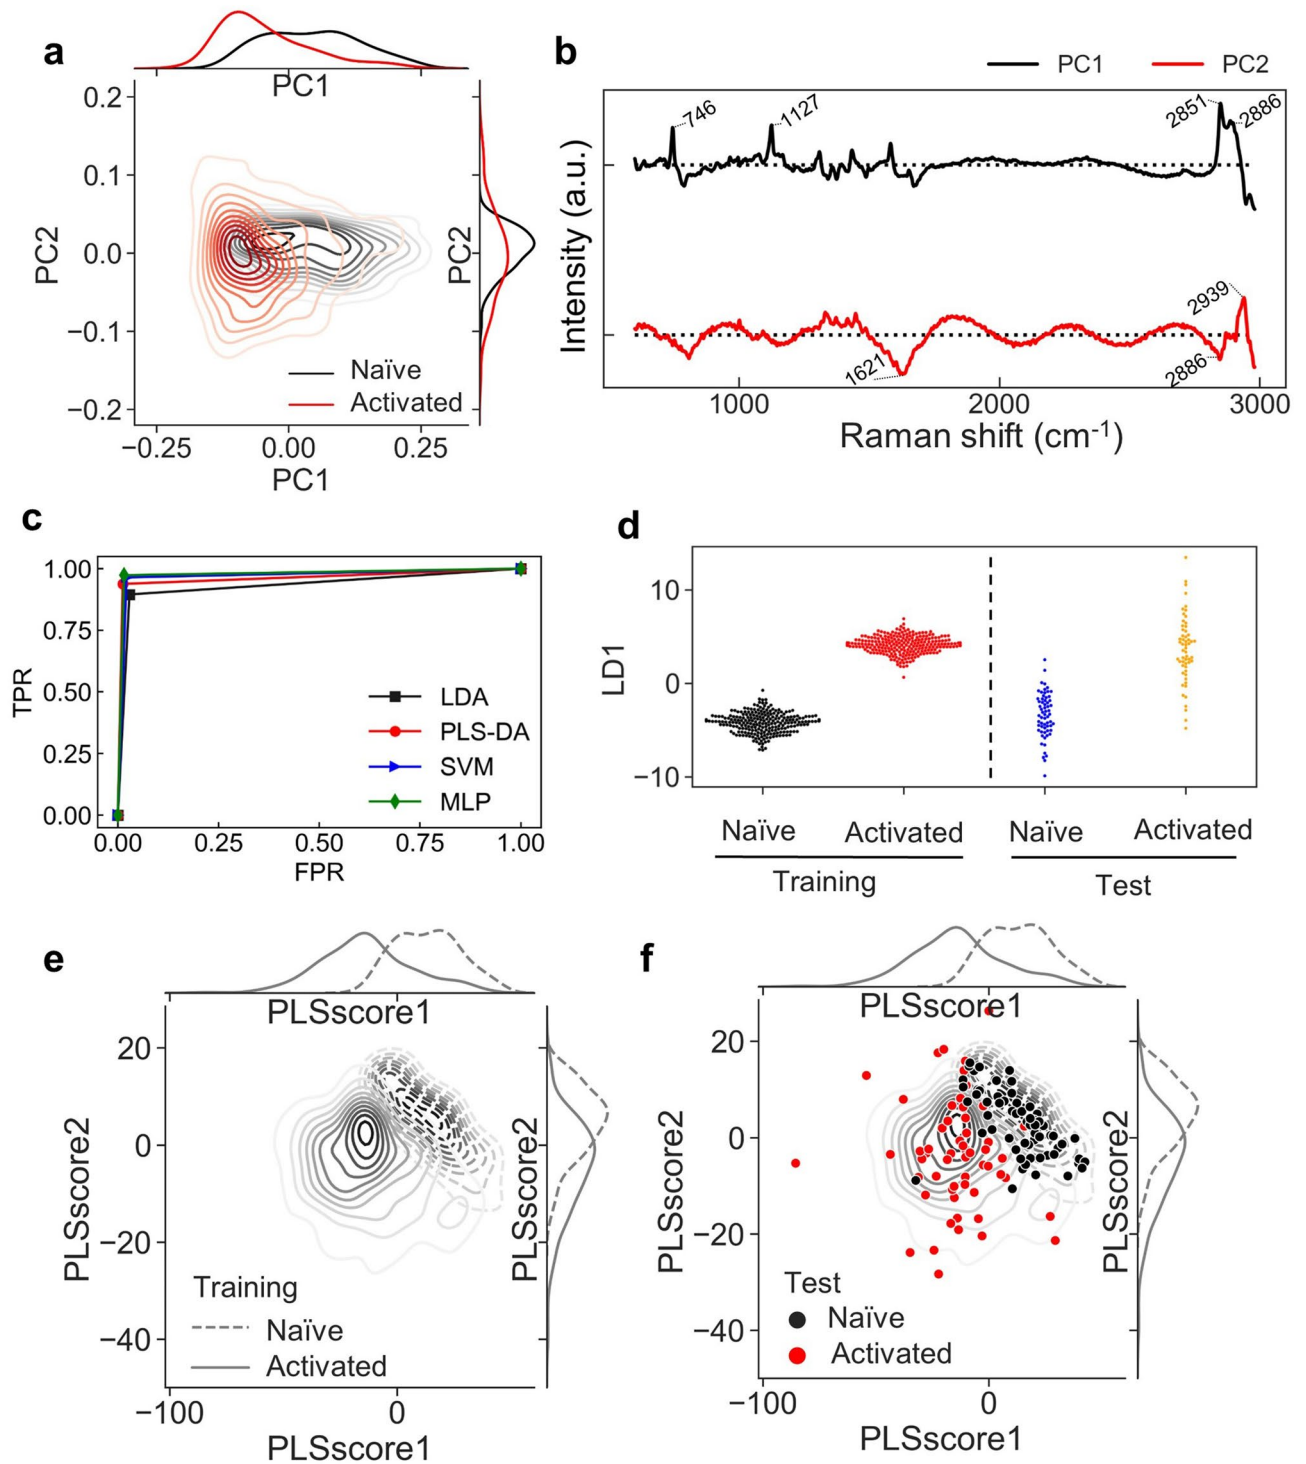 a
PC1
0.2
0.1
0.0
−0.1
−0.2
PC2
PC2
Naïve
Activated
−0.25
0.00
0.25
PC1
b
PC1
PC2
746
1127
2851
2886
2939
1621
2886
Intensity (a.u.)
1000
2000
3000
Raman shift (cm-1)
c
1.00
0.75
0.50
0.25
0.00
TPR
LDA
PLS-DA
SVM
MLP
0.00
0.25
0.50
0.75
1.00
FPR
d
10
0
−10
LD1
Naïve
Activated
Naïve
Activated
Training
Test
e
−100
0
PLSscore1
20
0
−20
−40
PLSscore2
PLSscore2
Training
Naïve
Activated
−100
0
PLSscore1
f
PLSscore1
20
0
−20
−40
PLSscore2
PLSscore2
Test
Naïve
Activated
−100
0
PLSscore1